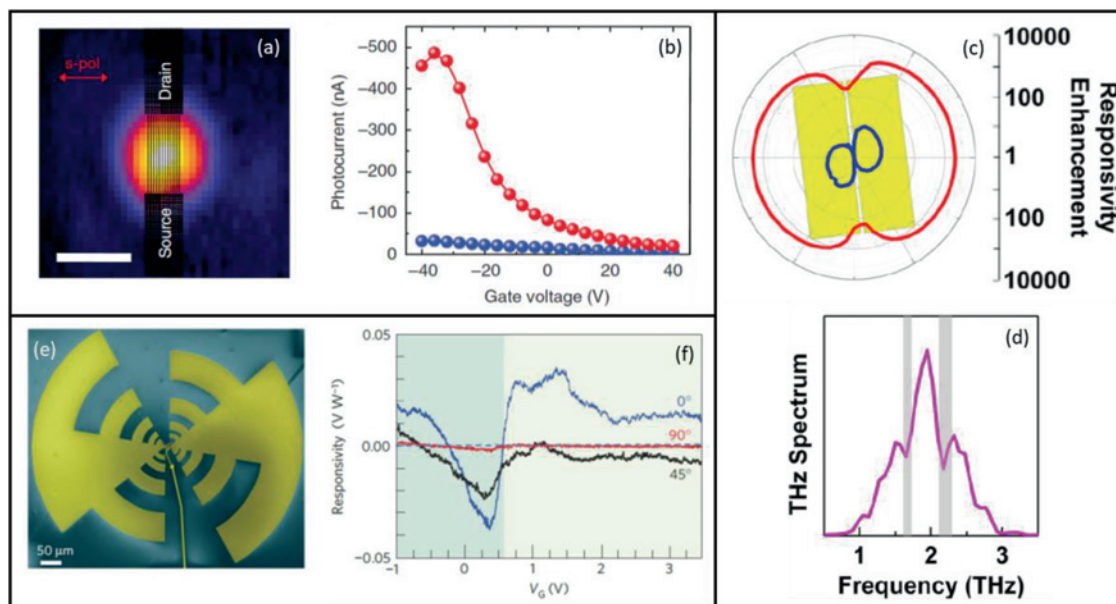 (a)
s-pol
Drain
Source
(b)
Photocurrent (nA)
−500
−400
−300
−200
−100
0
−40
−20
0
20
40
Gate voltage (V)
(c)
10000
100
1
100
10000
Responsivity
Enhancement
(d)
THz Spectrum
1
2
3
Frequency (THz)
(e)
50 µm
(f)
Responsivity (V W⁻¹)
0.05
0.00
−0.05
0°
90°
45°
−1
0
1
2
3
V_G (V)